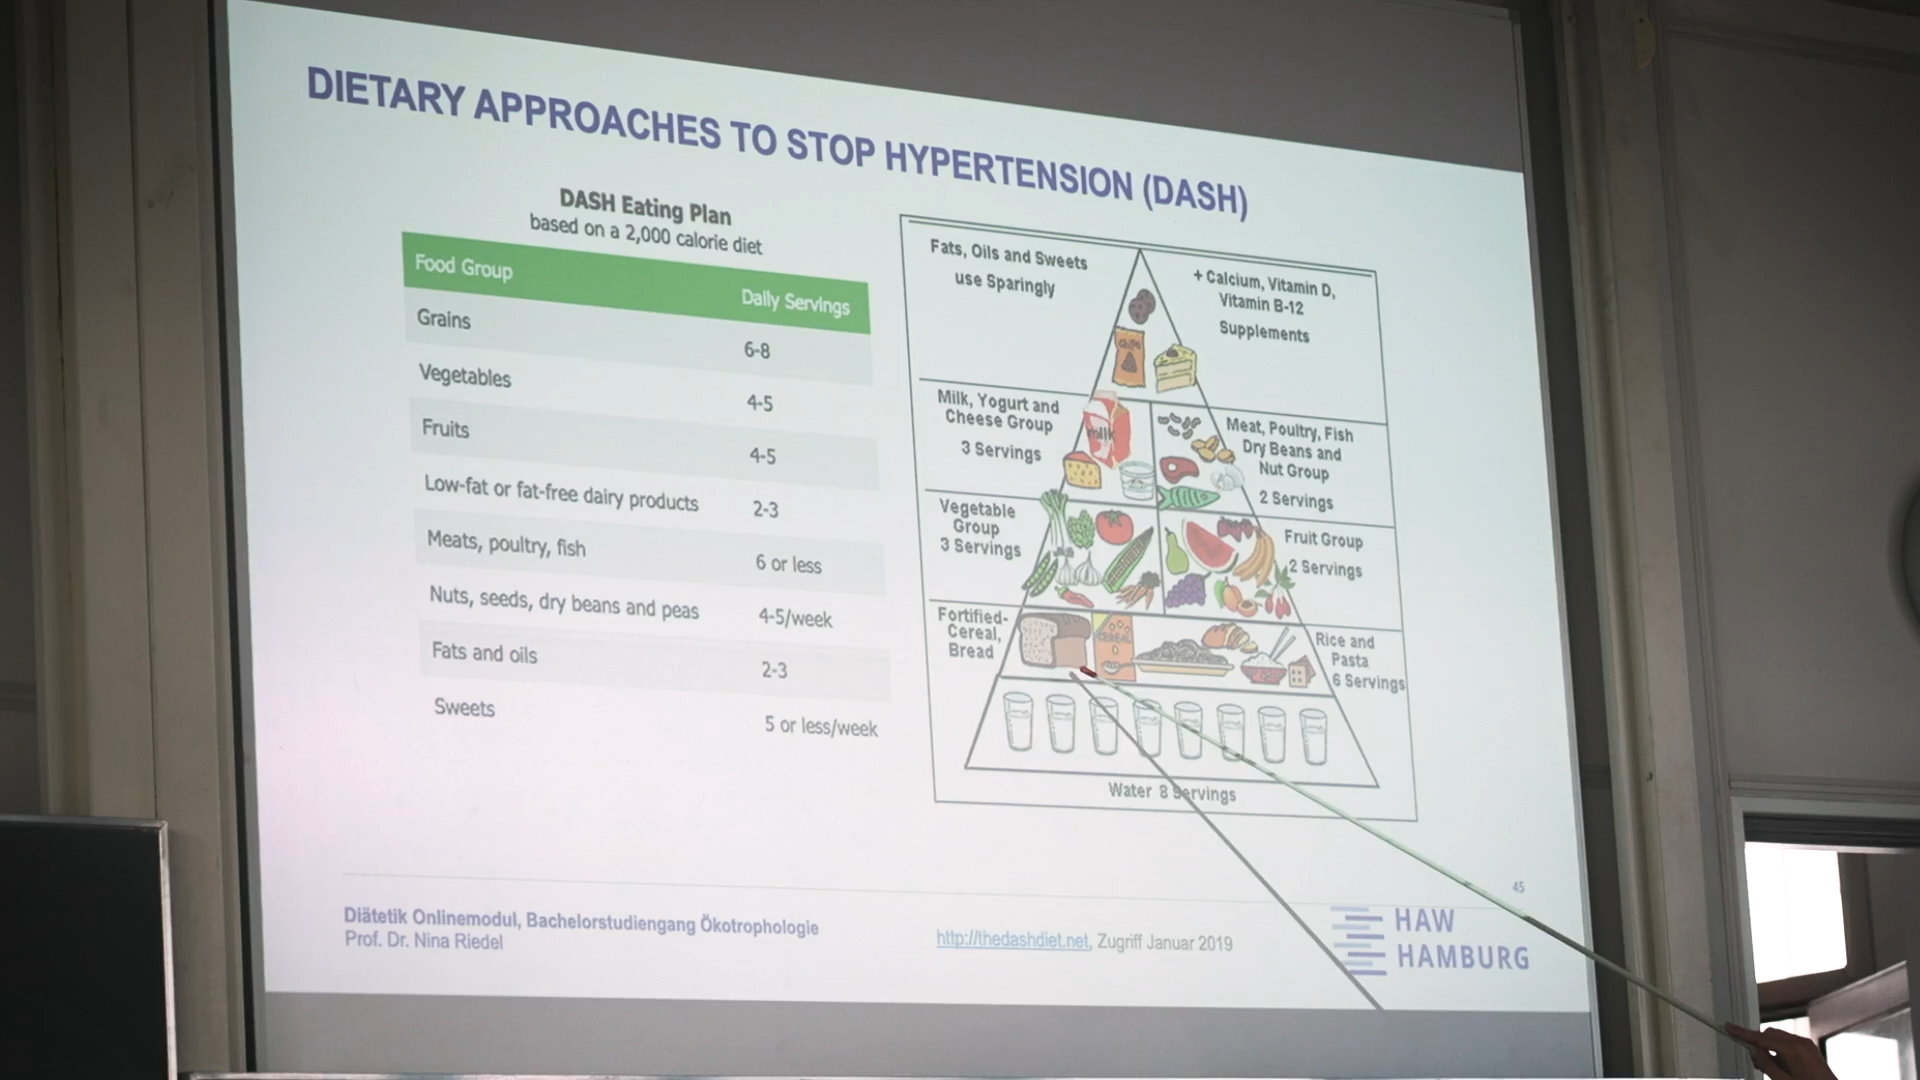 DIETARY APPROACHES TO STOP HYPERTENSION (DASH)
DASH Eating Plan
based on a 2,000 calorie diet
Food Group Daily Servings
Grains 6-8
Vegetables 4-5
Fruits 4-5
Low-fat or fat-free dairy products 2-3
Meats, poultry, fish 6 or less
Nuts, seeds, dry beans and peas 4-5/week
Fats and oils 2-3
Sweets 5 or less/week
Fats, Oils and Sweets
use Sparingly
+ Calcium, Vitamin D,
Vitamin B-12
Supplements
chips
Milk, Yogurt and
Cheese Group
3 Servings
milk
Meat, Poultry, Fish
Dry Beans and
Nut Group
2 Servings
Vegetable
Group
3 Servings
Fruit Group
2 Servings
Fortified-
Cereal,
Bread
CEREAL
Rice and
Pasta
6 Servings
Water 8 Servings
45
Diätetik Onlinemodul, Bachelorstudiengang Ökotrophologie
Prof. Dr. Nina Riedel
http://thedashdiet.net, Zugriff Januar 2019
HAW
HAMBURG